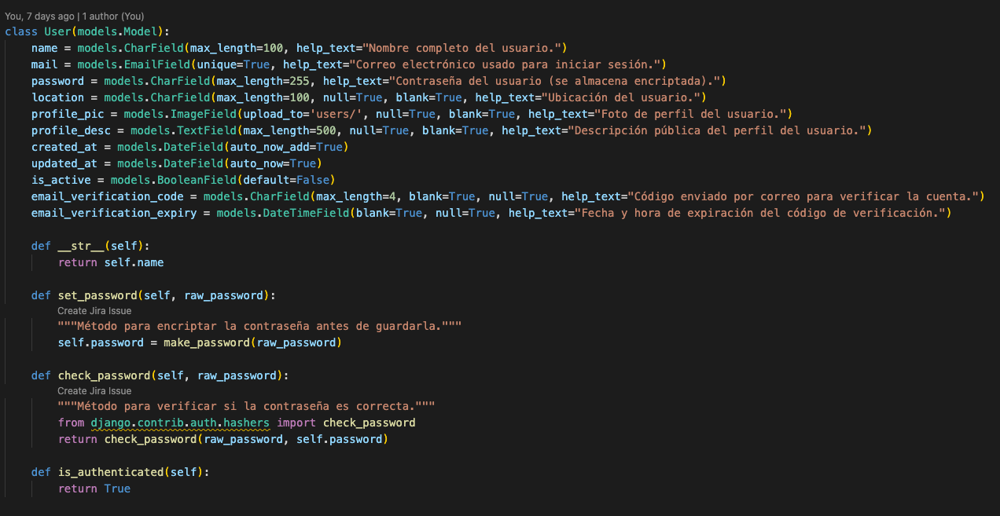 You, 7 days ago | 1 author (You)
class User(models.Model):
    name = models.CharField(max_length=100, help_text="Nombre completo del usuario.")
    mail = models.EmailField(unique=True, help_text="Correo electrónico usado para iniciar sesión.")
    password = models.CharField(max_length=255, help_text="Contraseña del usuario (se almacena encriptada).")
    location = models.CharField(max_length=100, null=True, blank=True, help_text="Ubicación del usuario.")
    profile_pic = models.ImageField(upload_to='users/', null=True, blank=True, help_text="Foto de perfil del usuario.")
    profile_desc = models.TextField(max_length=500, null=True, blank=True, help_text="Descripción pública del perfil del usuario.")
    created_at = models.DateField(auto_now_add=True)
    updated_at = models.DateField(auto_now=True)
    is_active = models.BooleanField(default=False)
    email_verification_code = models.CharField(max_length=4, blank=True, null=True, help_text="Código enviado por correo para verificar la cuenta.")
    email_verification_expiry = models.DateTimeField(blank=True, null=True, help_text="Fecha y hora de expiración del código de verificación.")
    def __str__(self):
        return self.name
    def set_password(self, raw_password):
        Create Jira Issue
        """Método para encriptar la contraseña antes de guardarla."""
        self.password = make_password(raw_password)
    def check_password(self, raw_password):
        Create Jira Issue
        """Método para verificar si la contraseña es correcta."""
        from django.contrib.auth.hashers import check_password
        return check_password(raw_password, self.password)
    def is_authenticated(self):
        return True